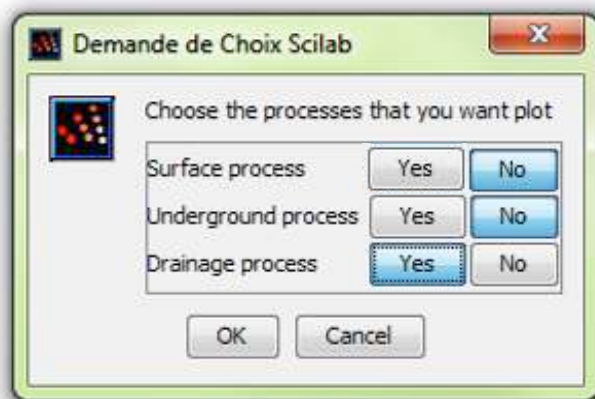 Demande de Choix Scilab
Choose the processes that you want plot
Surface process Yes No
Underground process Yes No
Drainage process Yes No
OK Cancel